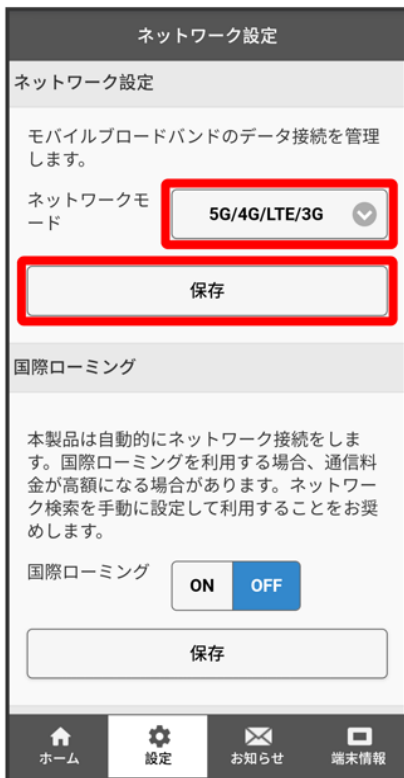 ネットワーク設定
ネットワーク設定
モバイルブロードバンドのデータ接続を管理
します。
ネットワークモ
ード
5G/4G/LTE/3G
保存
国際ローミング
本製品は自動的にネットワーク接続をしま
す。国際ローミングを利用する場合、通信料
金が高額になる場合があります。ネットワー
ク検索を手動に設定して利用することをお奨
めします。
国際ローミング
ON OFF
保存
ホーム 設定 お知らせ 端末情報